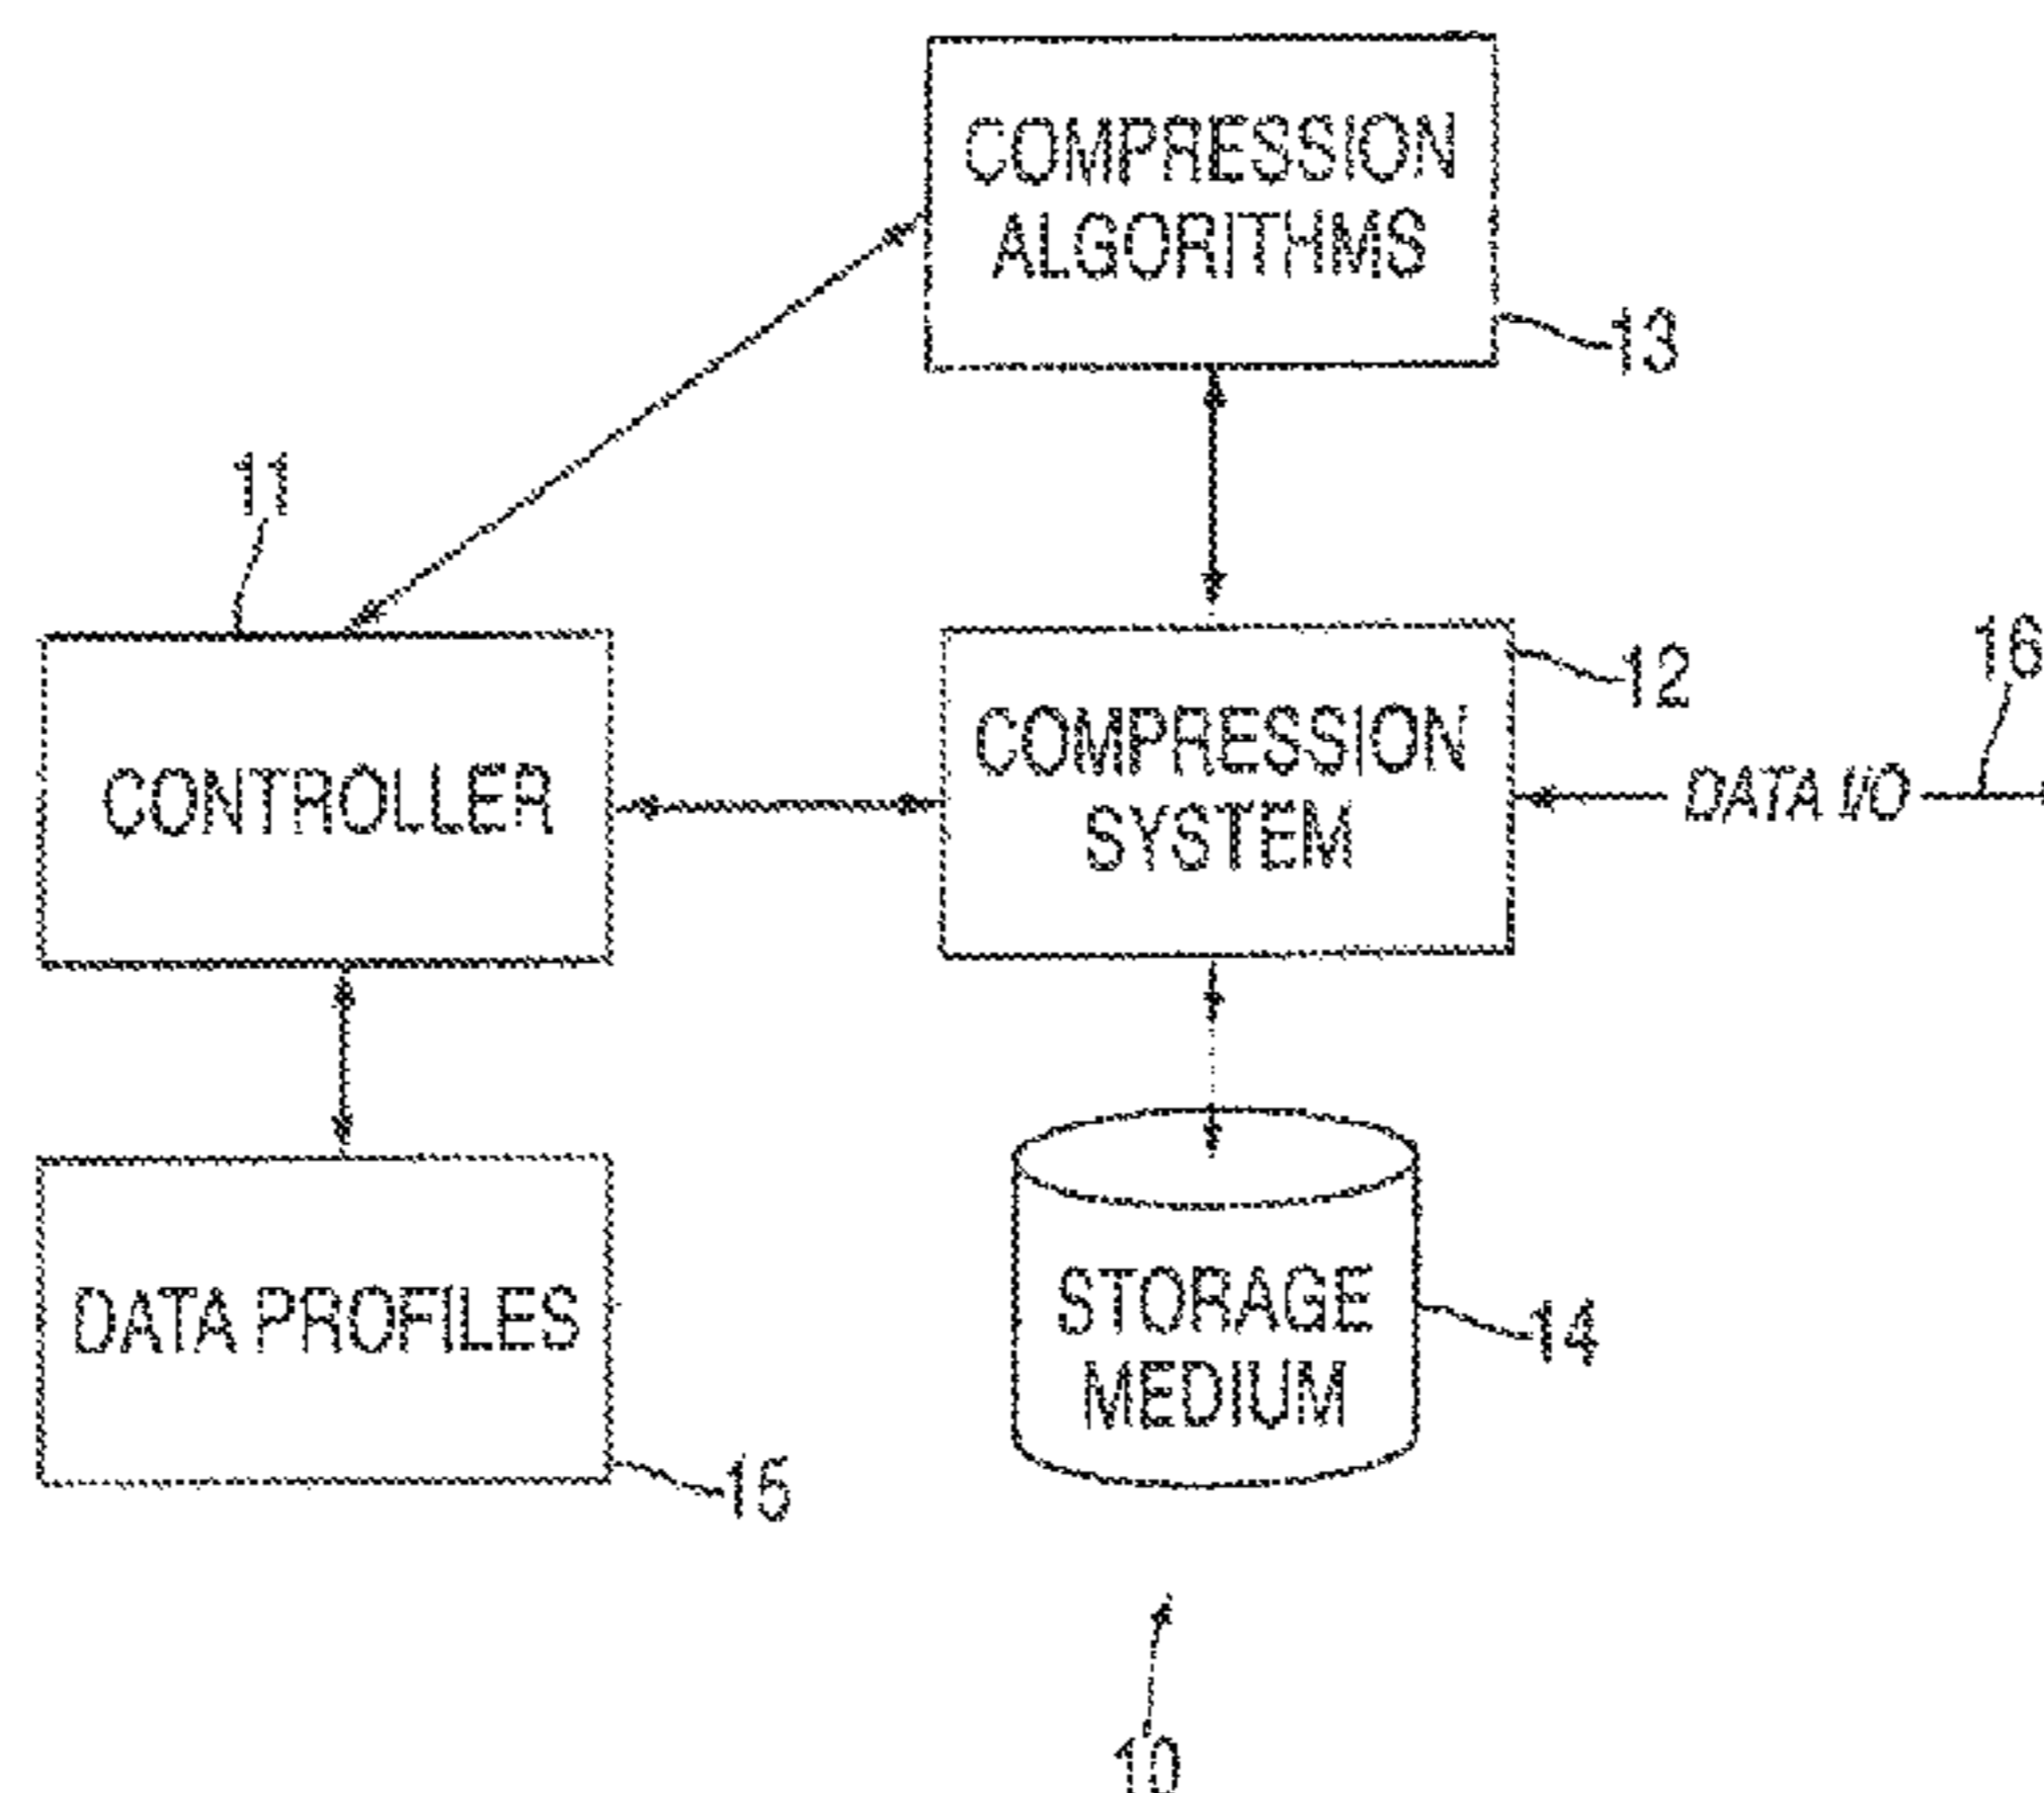 COMPRESSION
ALGORITHMS
13
11
12
16
CONTROLLER
COMPRESSION
SYSTEM
DATA I/O
DATA PROFILES
15
STORAGE
MEDIUM
14
10